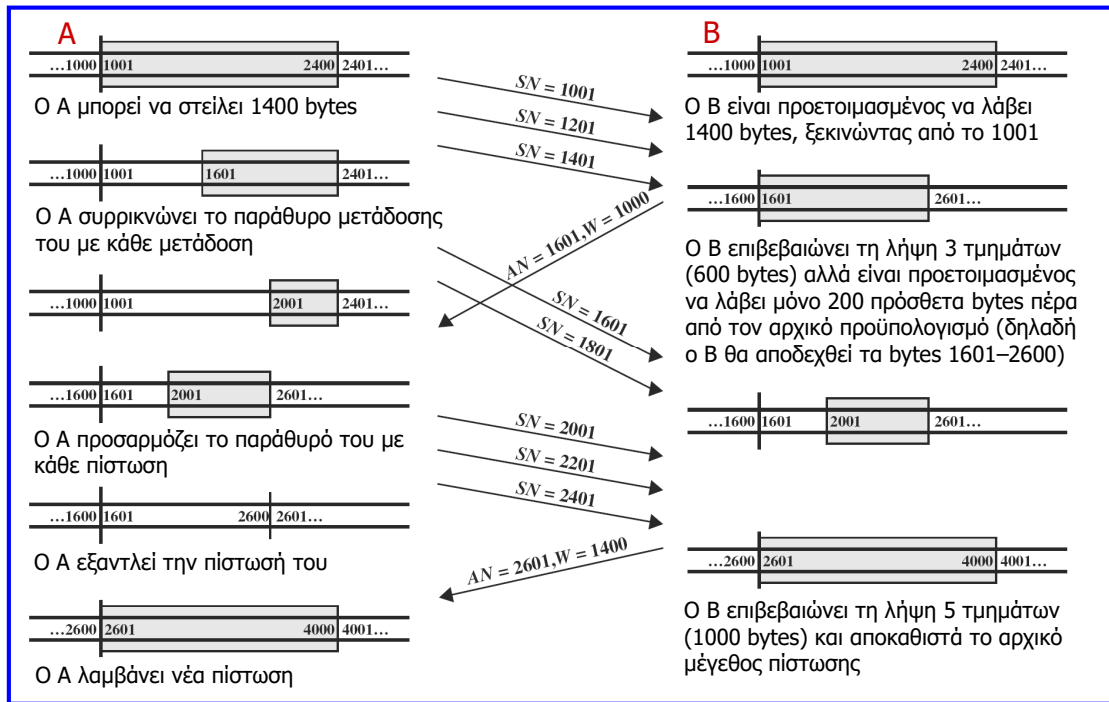 A
B
...1000 1001 2400 2401...
Ο Α μπορεί να στείλει 1400 bytes
...1000 1001 1601 2401...
Ο Α συρρικνώνει το παράθυρο μετάδοσης
του με κάθε μετάδοση
...1000 1001 2001 2401...
...1600 1601 2001 2601...
Ο Α προσαρμόζει το παράθυρό του με
κάθε πίστωση
...1600 1601 2600 2601...
Ο Α εξαντλεί την πίστωσή του
...2600 2601 4000 4001...
Ο Α λαμβάνει νέα πίστωση
SN = 1001
SN = 1201
SN = 1401
AN = 1601,W = 1000
SN = 1601
SN = 1801
SN = 2001
SN = 2201
SN = 2401
AN = 2601,W = 1400
...1000 1001 2400 2401...
Ο Β είναι προετοιμασμένος να λάβει
1400 bytes, ξεκινώντας από το 1001
...1600 1601 2601...
Ο Β επιβεβαιώνει τη λήψη 3 τμημάτων
(600 bytes) αλλά είναι προετοιμασμένος
να λάβει μόνο 200 πρόσθετα bytes πέρα
από τον αρχικό προϋπολογισμό (δηλαδή
ο Β θα αποδεχθεί τα bytes 1601–2600)
...1600 1601 2001 2601...
...2600 2601 4000 4001...
Ο Β επιβεβαιώνει τη λήψη 5 τμημάτων
(1000 bytes) και αποκαθιστά το αρχικό
μέγεθος πίστωσης